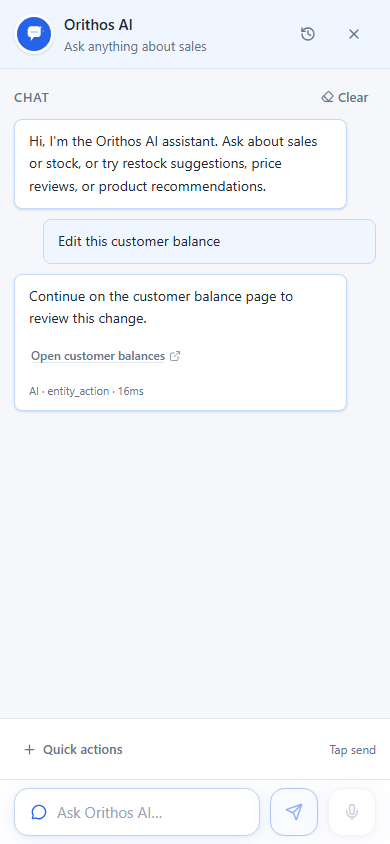 Orithos AI
Ask anything about sales
CHAT
Clear
Hi, I'm the Orithos AI assistant. Ask about sales
or stock, or try restock suggestions, price
reviews, or product recommendations.
Edit this customer balance
Continue on the customer balance page to
review this change.
Open customer balances
AI · entity_action · 16ms
Quick actions
Tap send
Ask Orithos AI...